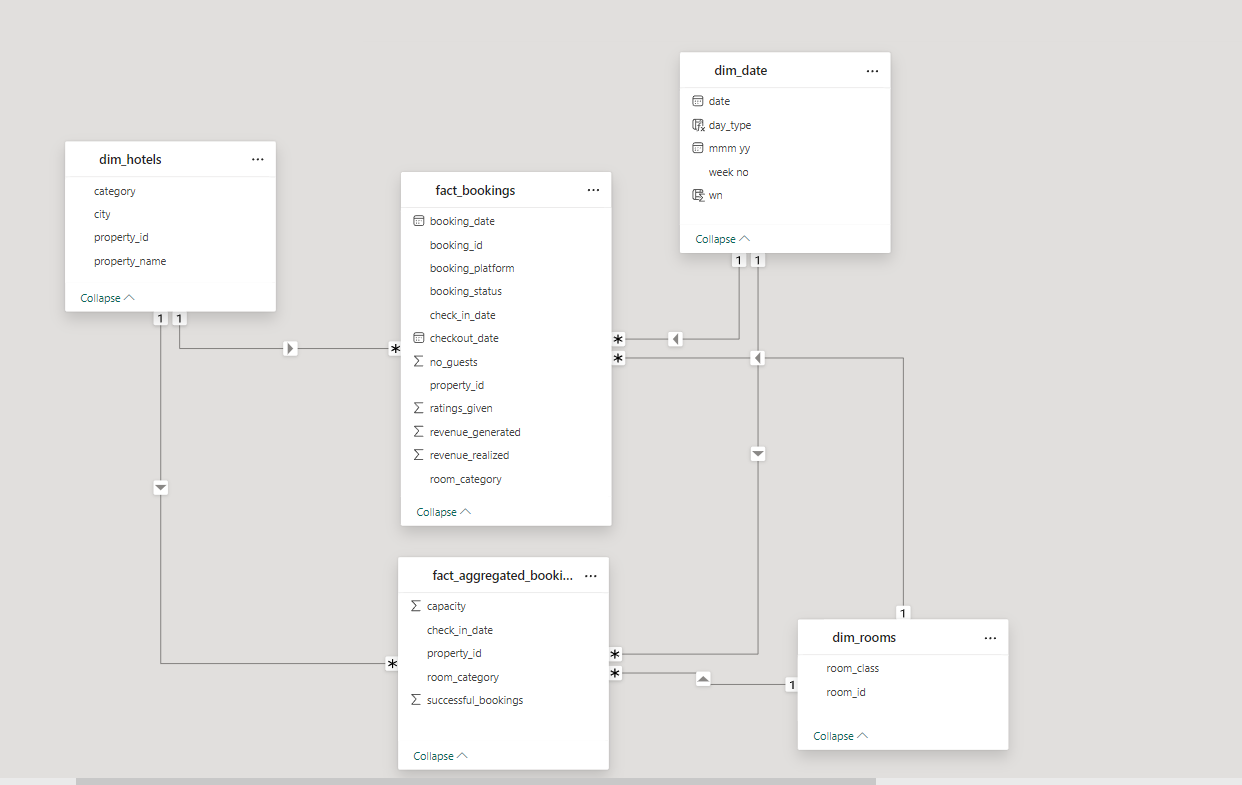 dim_date
date
day_type
mmm yy
week no
wn
Collapse
1 1
dim_hotels
category
city
property_id
property_name
Collapse
1 1
fact_bookings
booking_date
booking_id
booking_platform
booking_status
check_in_date
checkout_date
no_guests
property_id
ratings_given
revenue_generated
revenue_realized
room_category
Collapse
* * *
fact_aggregated_booki...
capacity
check_in_date
property_id
room_category
successful_bookings
Collapse
* * *
dim_rooms
room_class
room_id
Collapse
1 1